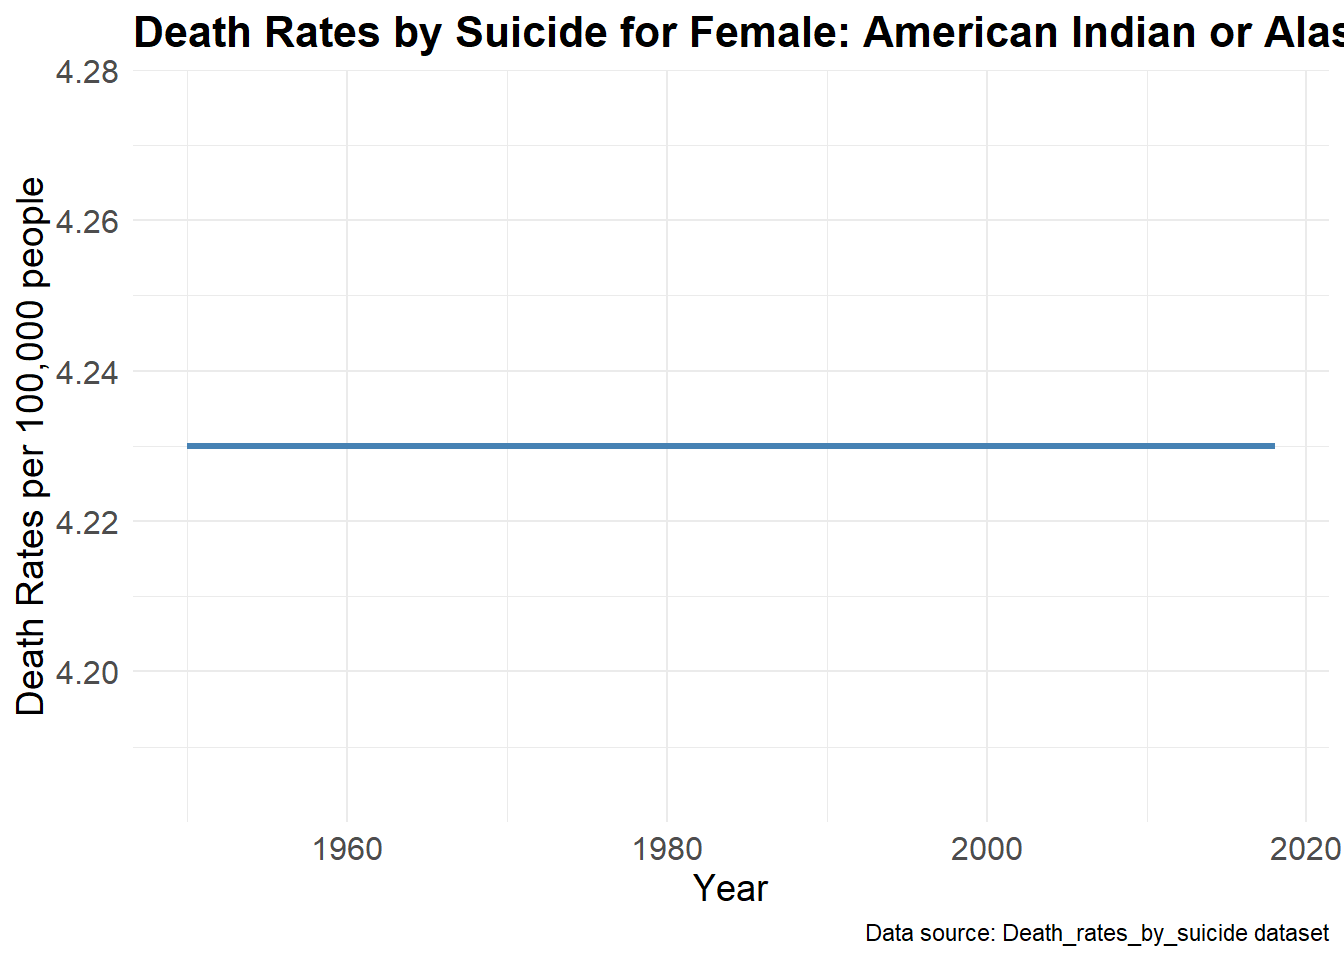 Death Rates by Suicide for Female: American Indian or Alas
4.28
4.26
4.24
4.22
4.20
Death Rates per 100,000 people
1960 1980 2000 2020
Year
Data source: Death_rates_by_suicide dataset